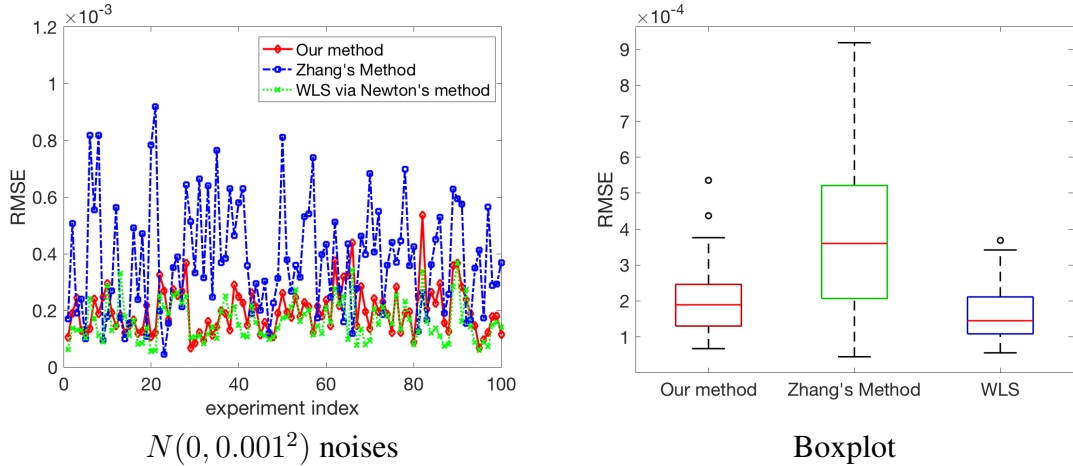 ×10⁻³
1.2
1
0.8
0.6
0.4
0.2
0
RMSE
Our method
Zhang's Method
WLS via Newton's method
0 20 40 60 80 100
experiment index
N(0, 0.001²) noises
×10⁻⁴
9
8
7
6
5
4
3
2
1
RMSE
Our method Zhang's Method WLS
Boxplot